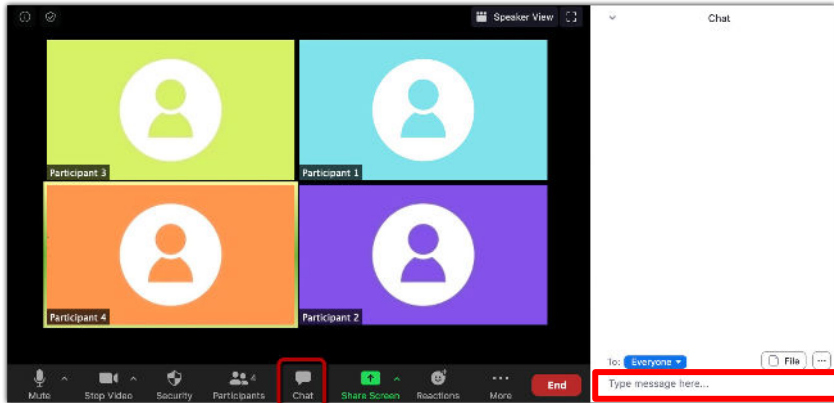 Speaker View
Chat
Participant 3
Participant 1
Participant 4
Participant 2
To: Everyone
File
Type message here...
4
Mute
Stop Video
Security
Participants
Chat
Share Screen
Reactions
More
End